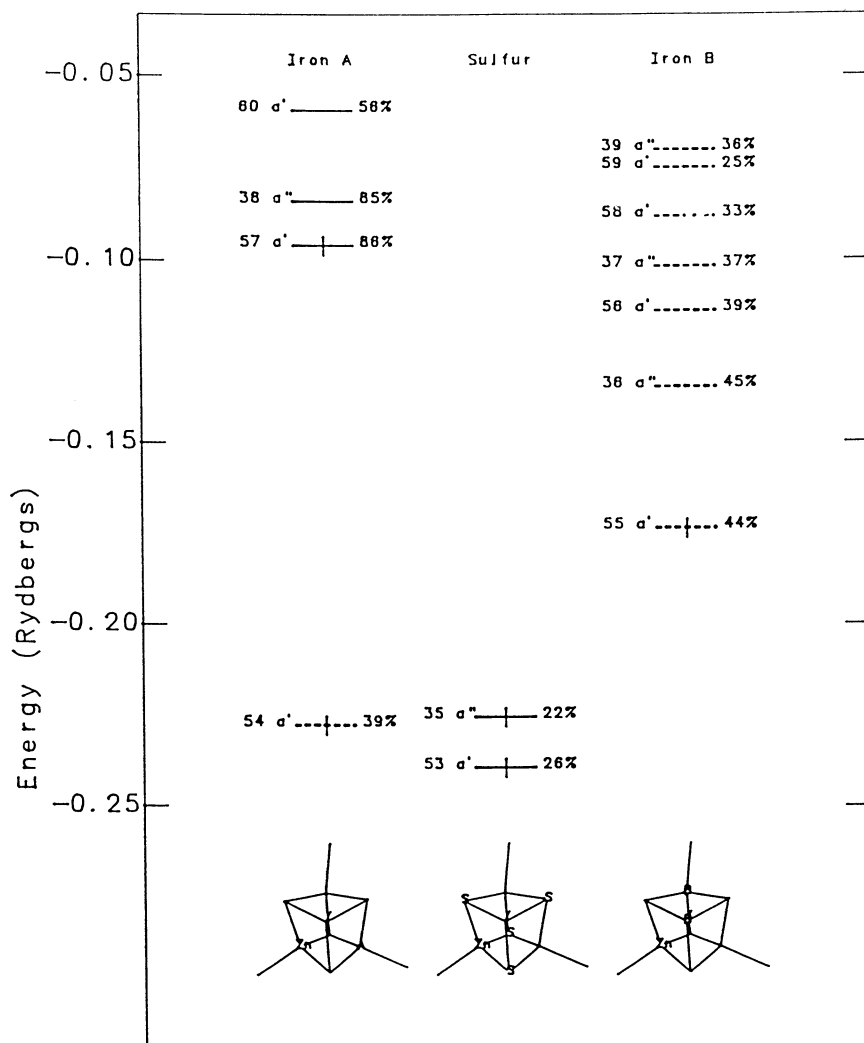 Iron A Sulfur Iron B
-0.05
60 a' 56%
39 a" 36%
59 a' 25%
38 a" 85%
58 a' 33%
57 a' 86%
-0.10
37 a" 37%
56 a' 39%
36 a" 45%
-0.15
55 a' 44%
-0.20
54 a' 39%
35 a" 22%
53 a' 26%
-0.25
Energy (Rydbergs)
Zn
S S
S
Zn
S
B
B
Zn